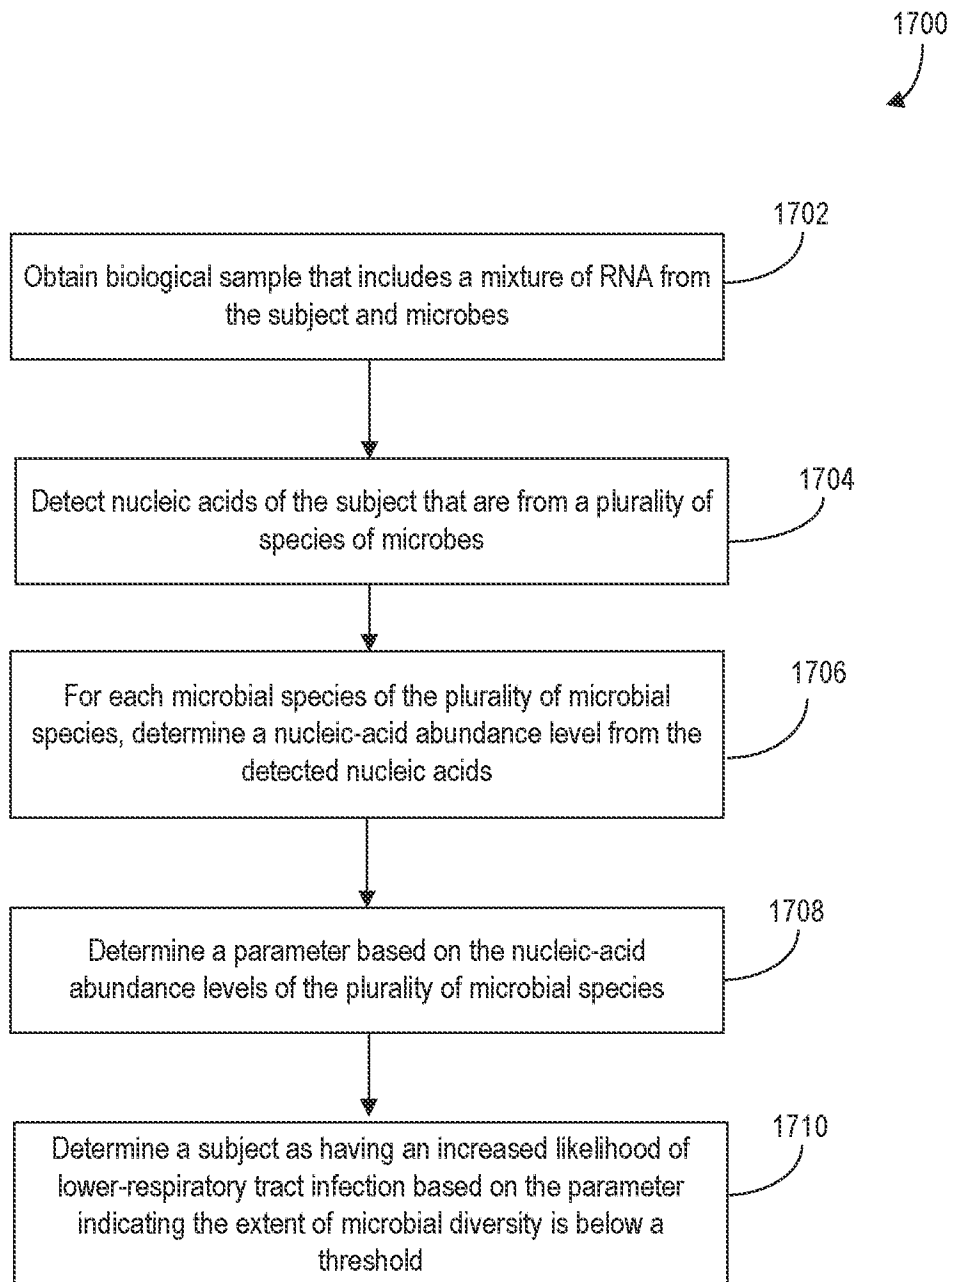 1700
1702
Obtain biological sample that includes a mixture of RNA from
the subject and microbes
1704
Detect nucleic acids of the subject that are from a plurality of
species of microbes
1706
For each microbial species of the plurality of microbial
species, determine a nucleic-acid abundance level from the
detected nucleic acids
1708
Determine a parameter based on the nucleic-acid
abundance levels of the plurality of microbial species
1710
Determine a subject as having an increased likelihood of
lower-respiratory tract infection based on the parameter
indicating the extent of microbial diversity is below a
threshold